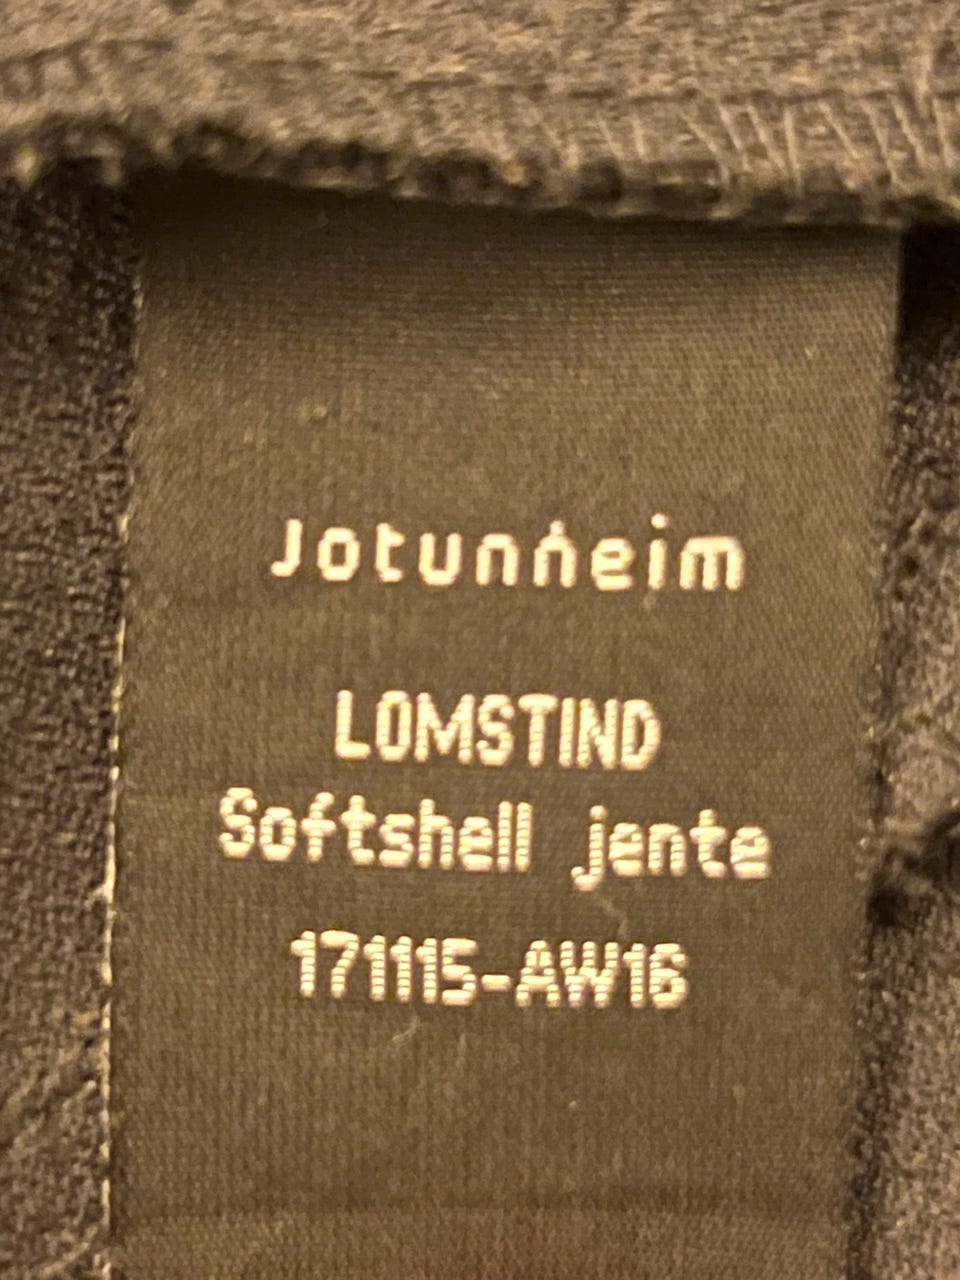 Jotunheim
LOMSTIND
Softshell jente
171115-AW16